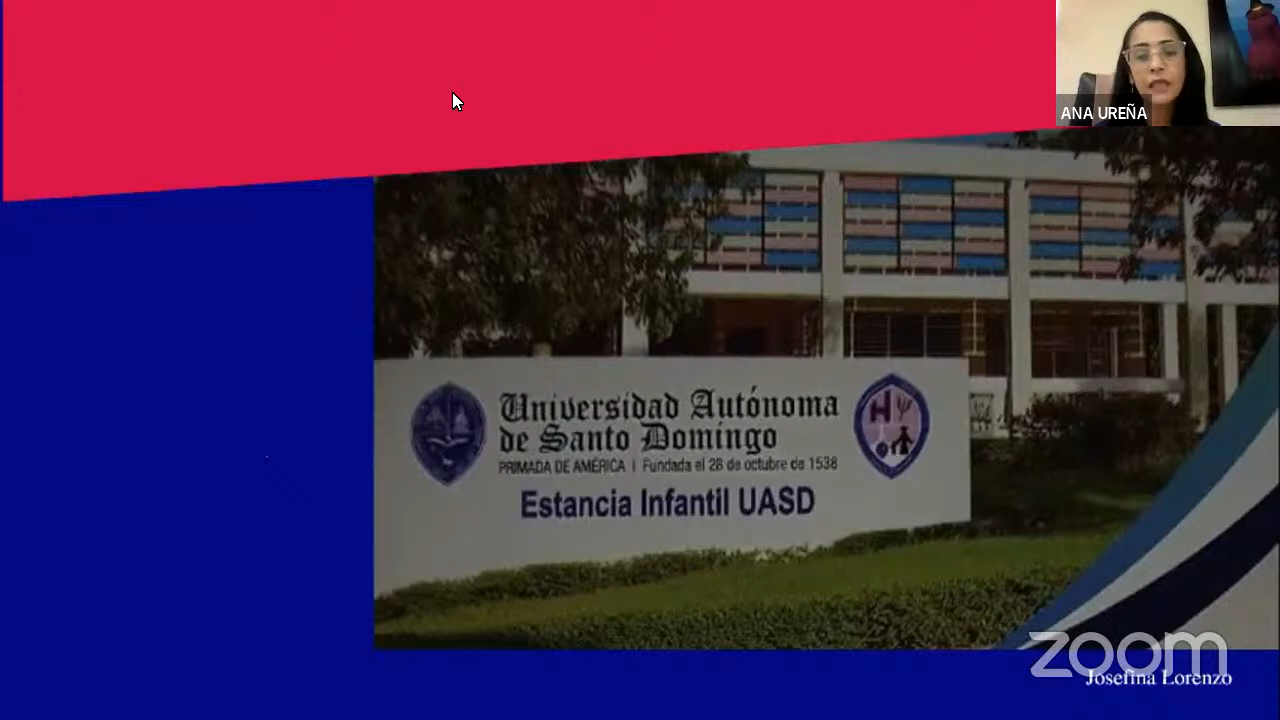 ANA UREÑA
Universidad Autónoma
de Santo Domingo
PRIMADA DE AMÉRICA | Fundada el 28 de octubre de 1538
Estancia Infantil UASD
H
zoom
Josefina Lorenzo